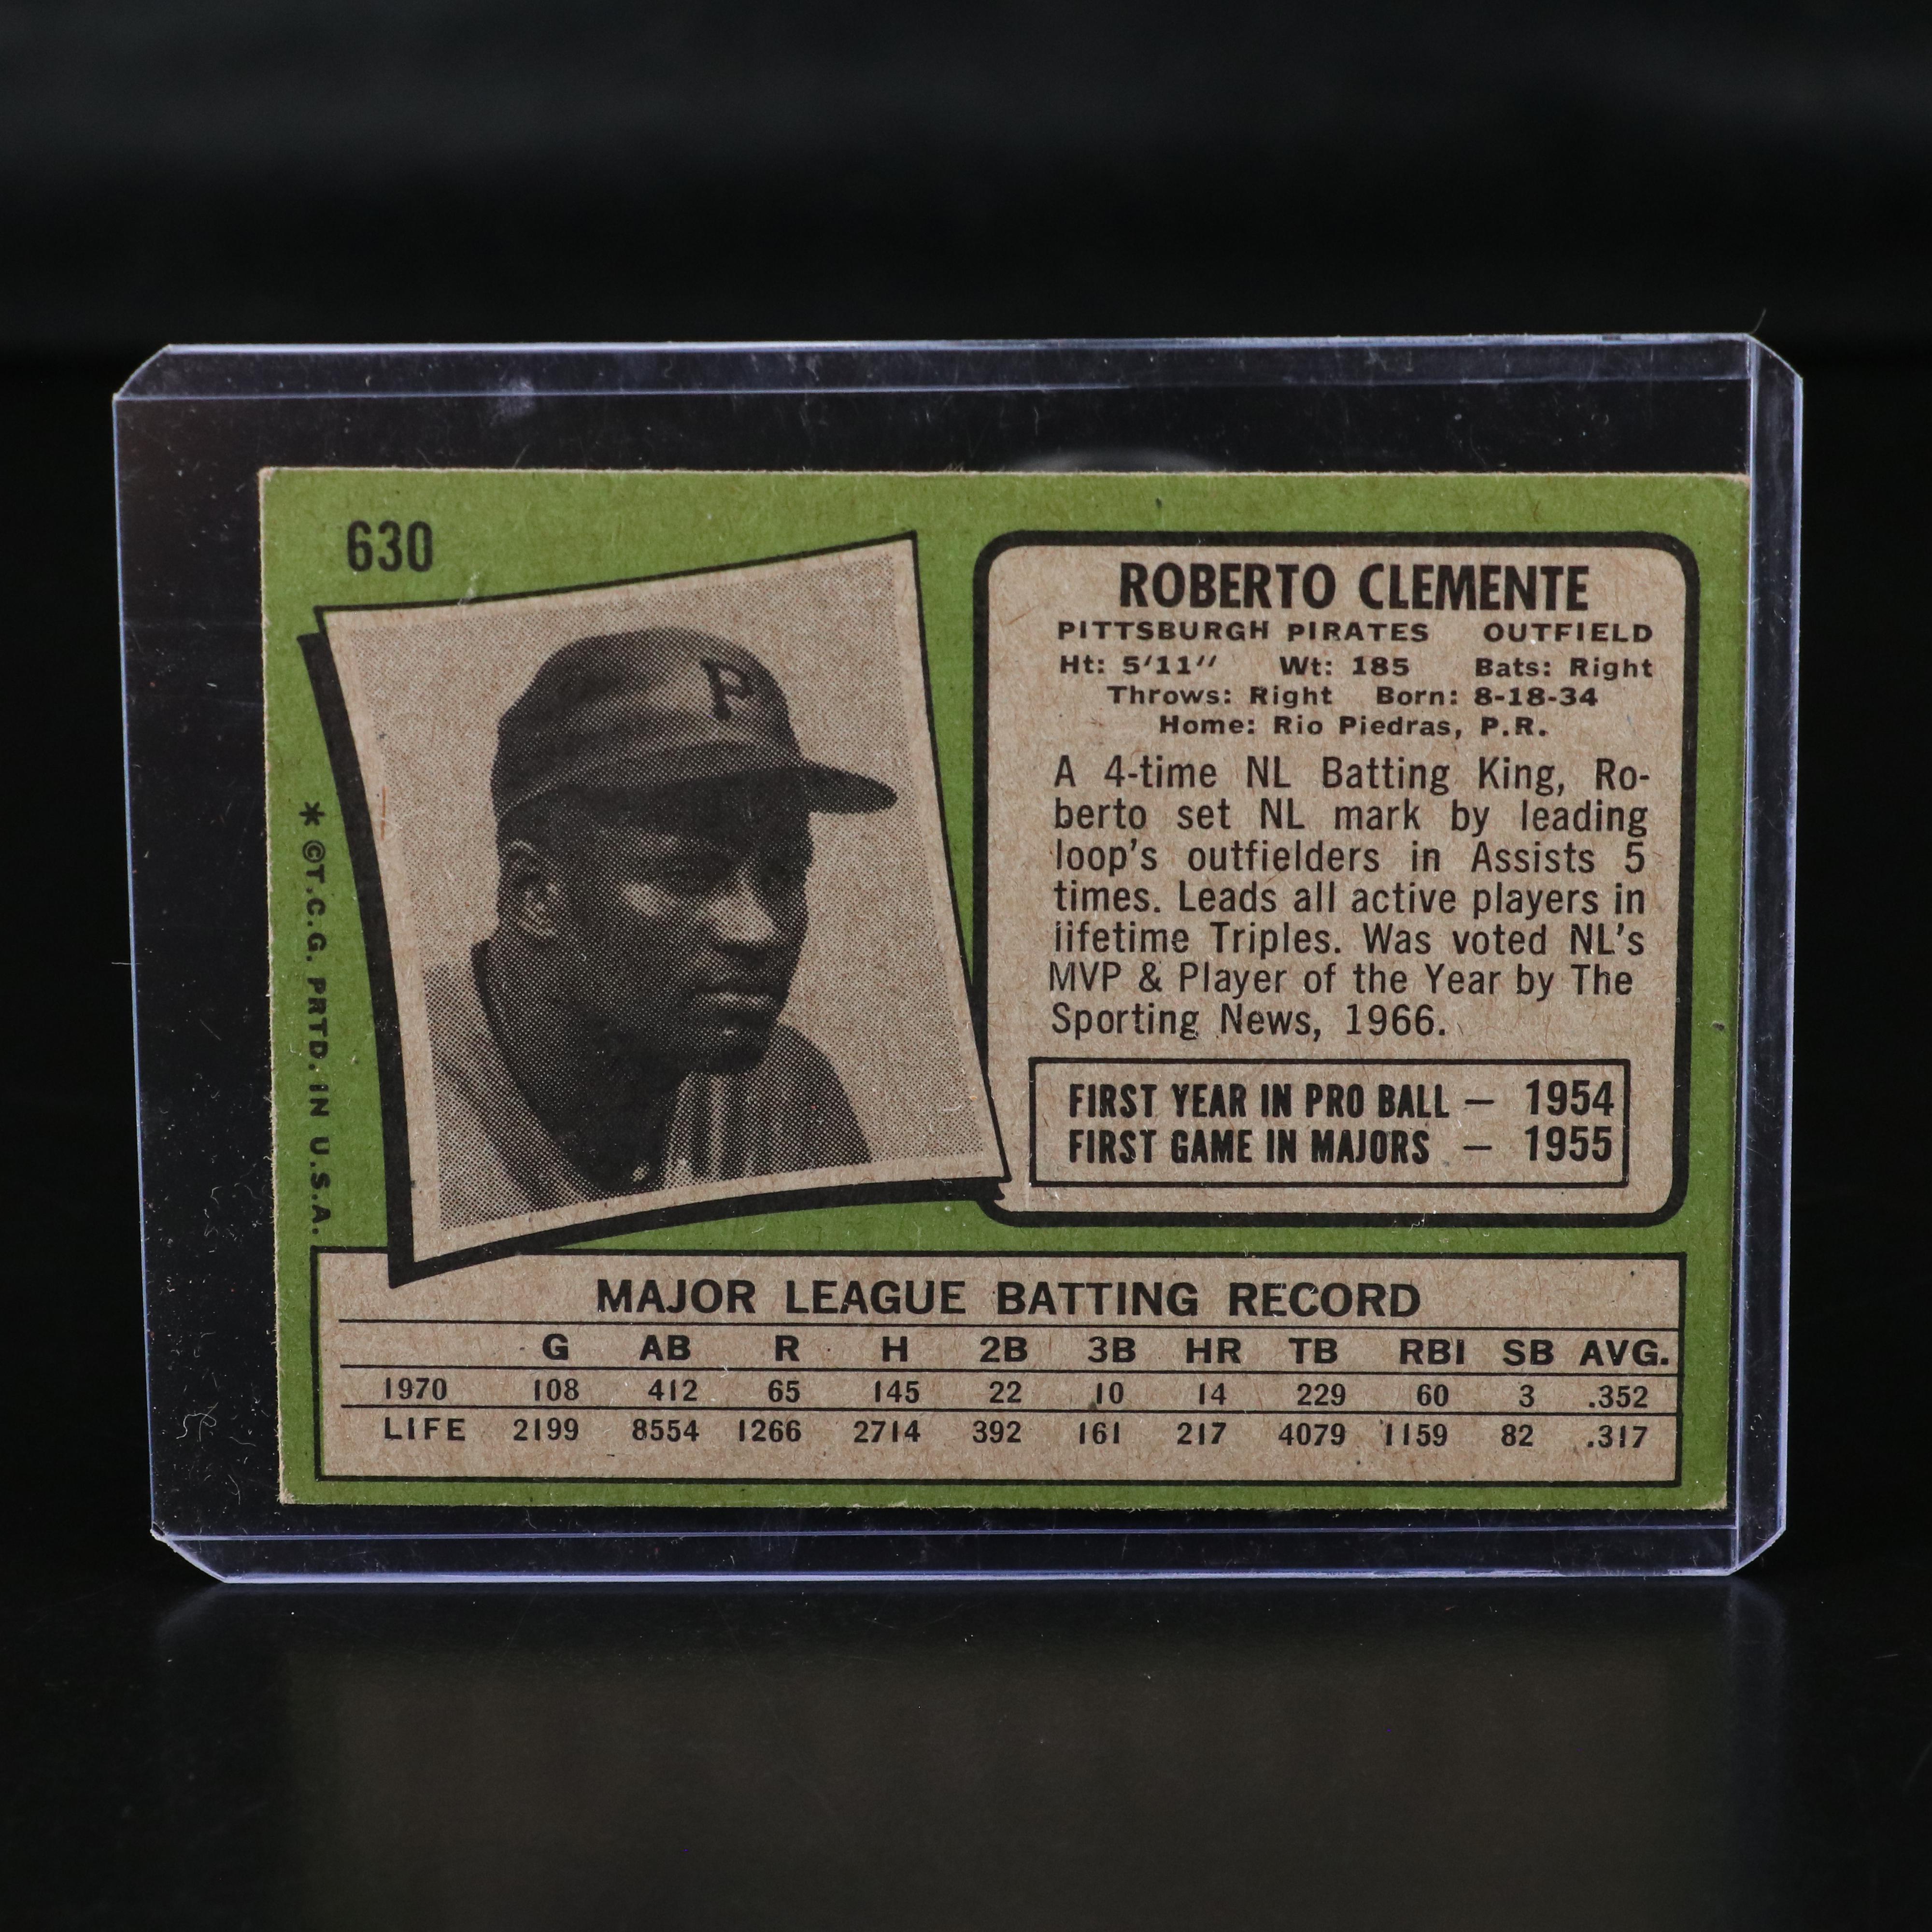 630
P
ROBERTO CLEMENTE
PITTSBURGH PIRATES OUTFIELD
Ht: 5'11" Wt: 185 Bats: Right
Throws: Right Born: 8-18-34
Home: Rio Piedras, P.R.
A 4-time NL Batting King, Ro-
berto set NL mark by leading
loop's outfielders in Assists 5
times. Leads all active players in
lifetime Triples. Was voted NL's
MVP & Player of the Year by The
Sporting News, 1966.
FIRST YEAR IN PRO BALL — 1954
FIRST GAME IN MAJORS — 1955
* ©T.C.G. PRTD. IN U.S.A.
MAJOR LEAGUE BATTING RECORD
G AB R H 2B 3B HR TB RBI SB AVG.
1970 108 412 65 145 22 10 14 229 60 3 .352
LIFE 2199 8554 1266 2714 392 161 217 4079 1159 82 .317